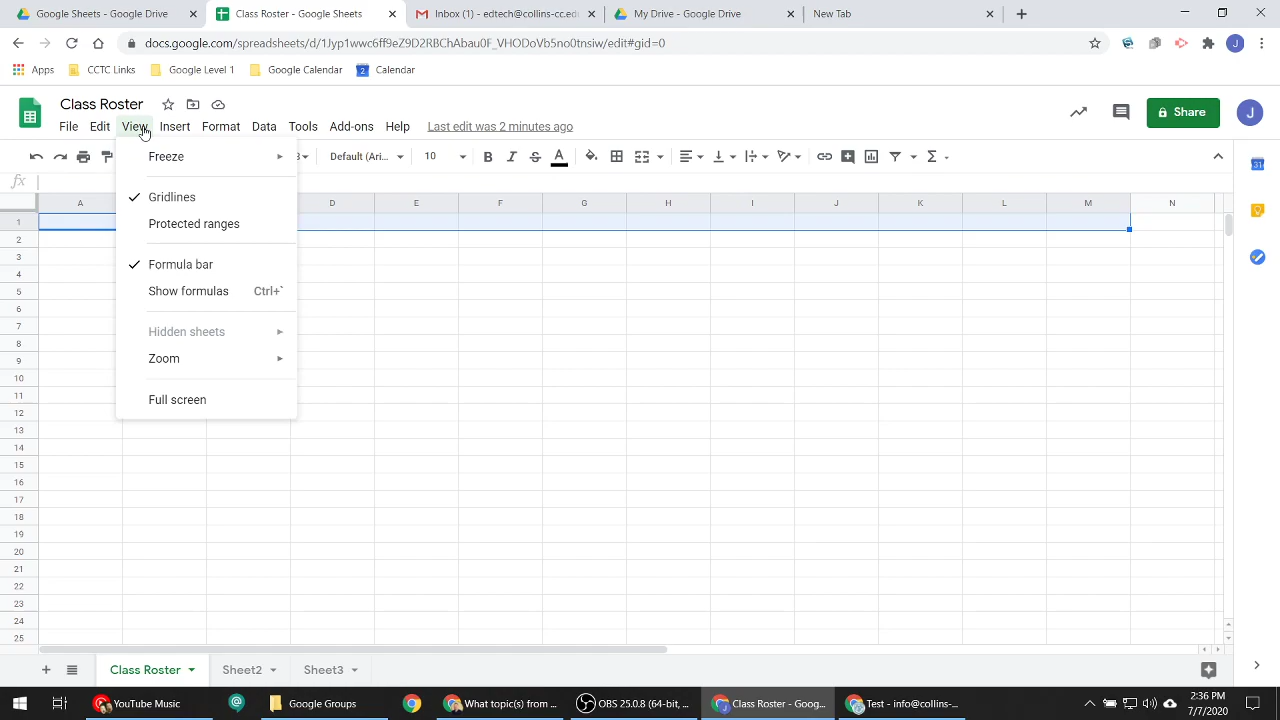 Google Sheets - Google Drive
Class Roster - Google Sheets
Inbox (1) - edtech@collins-cc.ed
My Drive - Google Drive
New Tab
docs.google.com/spreadsheets/d/1Jyp1wwc6ff9eZ9D2RBChAbau0F_VHODoVb5no0tnsiw/edit#gid=0
Apps
CCTC Links
Google Level 1
Google Calendar
2 Calendar
Class Roster
File Edit View Insert Format Data Tools Add-ons Help Last edit was 2 minutes ago
Share
J
Default (Ari...
10
B I S A
Freeze
Gridlines
Protected ranges
Formula bar
Show formulas Ctrl+`
Hidden sheets
Zoom
Full screen
fx
A D E F G H I J K L M N
1
2
3
4
5
6
7
8
9
10
11
12
13
14
15
16
17
18
19
20
21
22
23
24
25
Class Roster Sheet2 Sheet3
YouTube Music
Google Groups
What topic(s) from
OBS 25.0.8 (64-bit, ...
Class Roster - Goog...
Test - info@collins-...
2:36 PM
7/7/2020